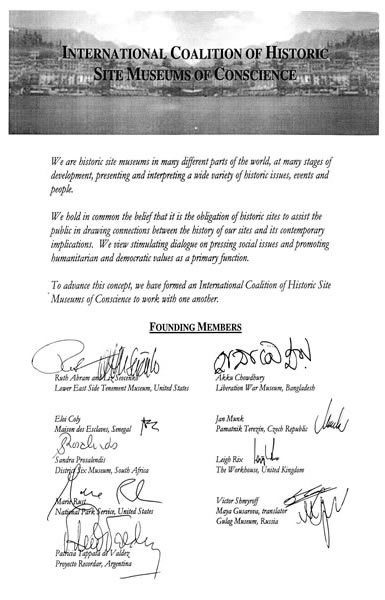 INTERNATIONAL COALITION OF HISTORIC
SITE MUSEUMS OF CONSCIENCE
We are historic site museums in many different parts of the world, at many stages of
development, presenting and interpreting a wide variety of historic issues, events and
people.
We hold in common the belief that it is the obligation of historic sites to assist the
public in drawing connections between the history of our sites and its contemporary
implications. We view stimulating dialogue on pressing social issues and promoting
humanitarian and democratic values as a primary function.
To advance this concept, we have formed an International Coalition of Historic Site
Museums of Conscience to work with one another.
FOUNDING MEMBERS
Ruth Abram and Sevcenko
Lower East Side Tenement Museum, United States
Akku Chowdhury
Liberation War Museum, Bangladesh
Eloi Coly
Maison des Esclaves, Senegal
Jan Munk
Pamatnik Terezin, Czech Republic
Sandra Prosalendis
District Six Museum, South Africa
Leigh Rix
The Workhouse, United Kingdom
Marie Rust
National Park Service, United States
Victor Shmyroff
Maya Gusarova, translator
Gulag Museum, Russia
Patricia Tappatá de Valdez
Proyecto Recordar, Argentina